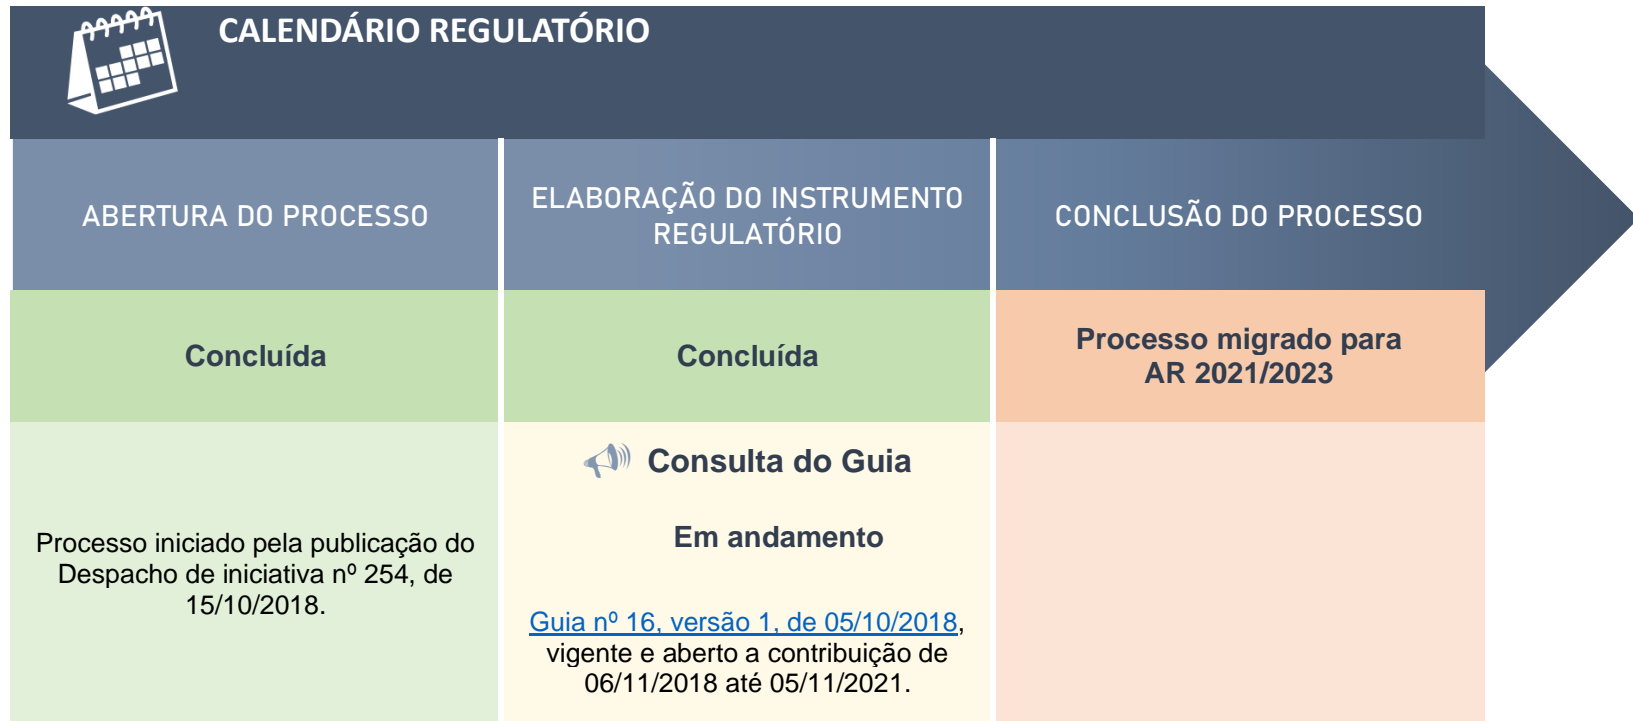 CALENDÁRIO REGULATÓRIO
ABERTURA DO PROCESSO
ELABORAÇÃO DO INSTRUMENTO
REGULATÓRIO
CONCLUSÃO DO PROCESSO
Concluída
Concluída
Processo migrado para
AR 2021/2023
Processo iniciado pela publicação do
Despacho de iniciativa nº 254, de
15/10/2018.
Consulta do Guia
Em andamento
Guia nº 16, versão 1, de 05/10/2018,
vigente e aberto a contribuição de
06/11/2018 até 05/11/2021.